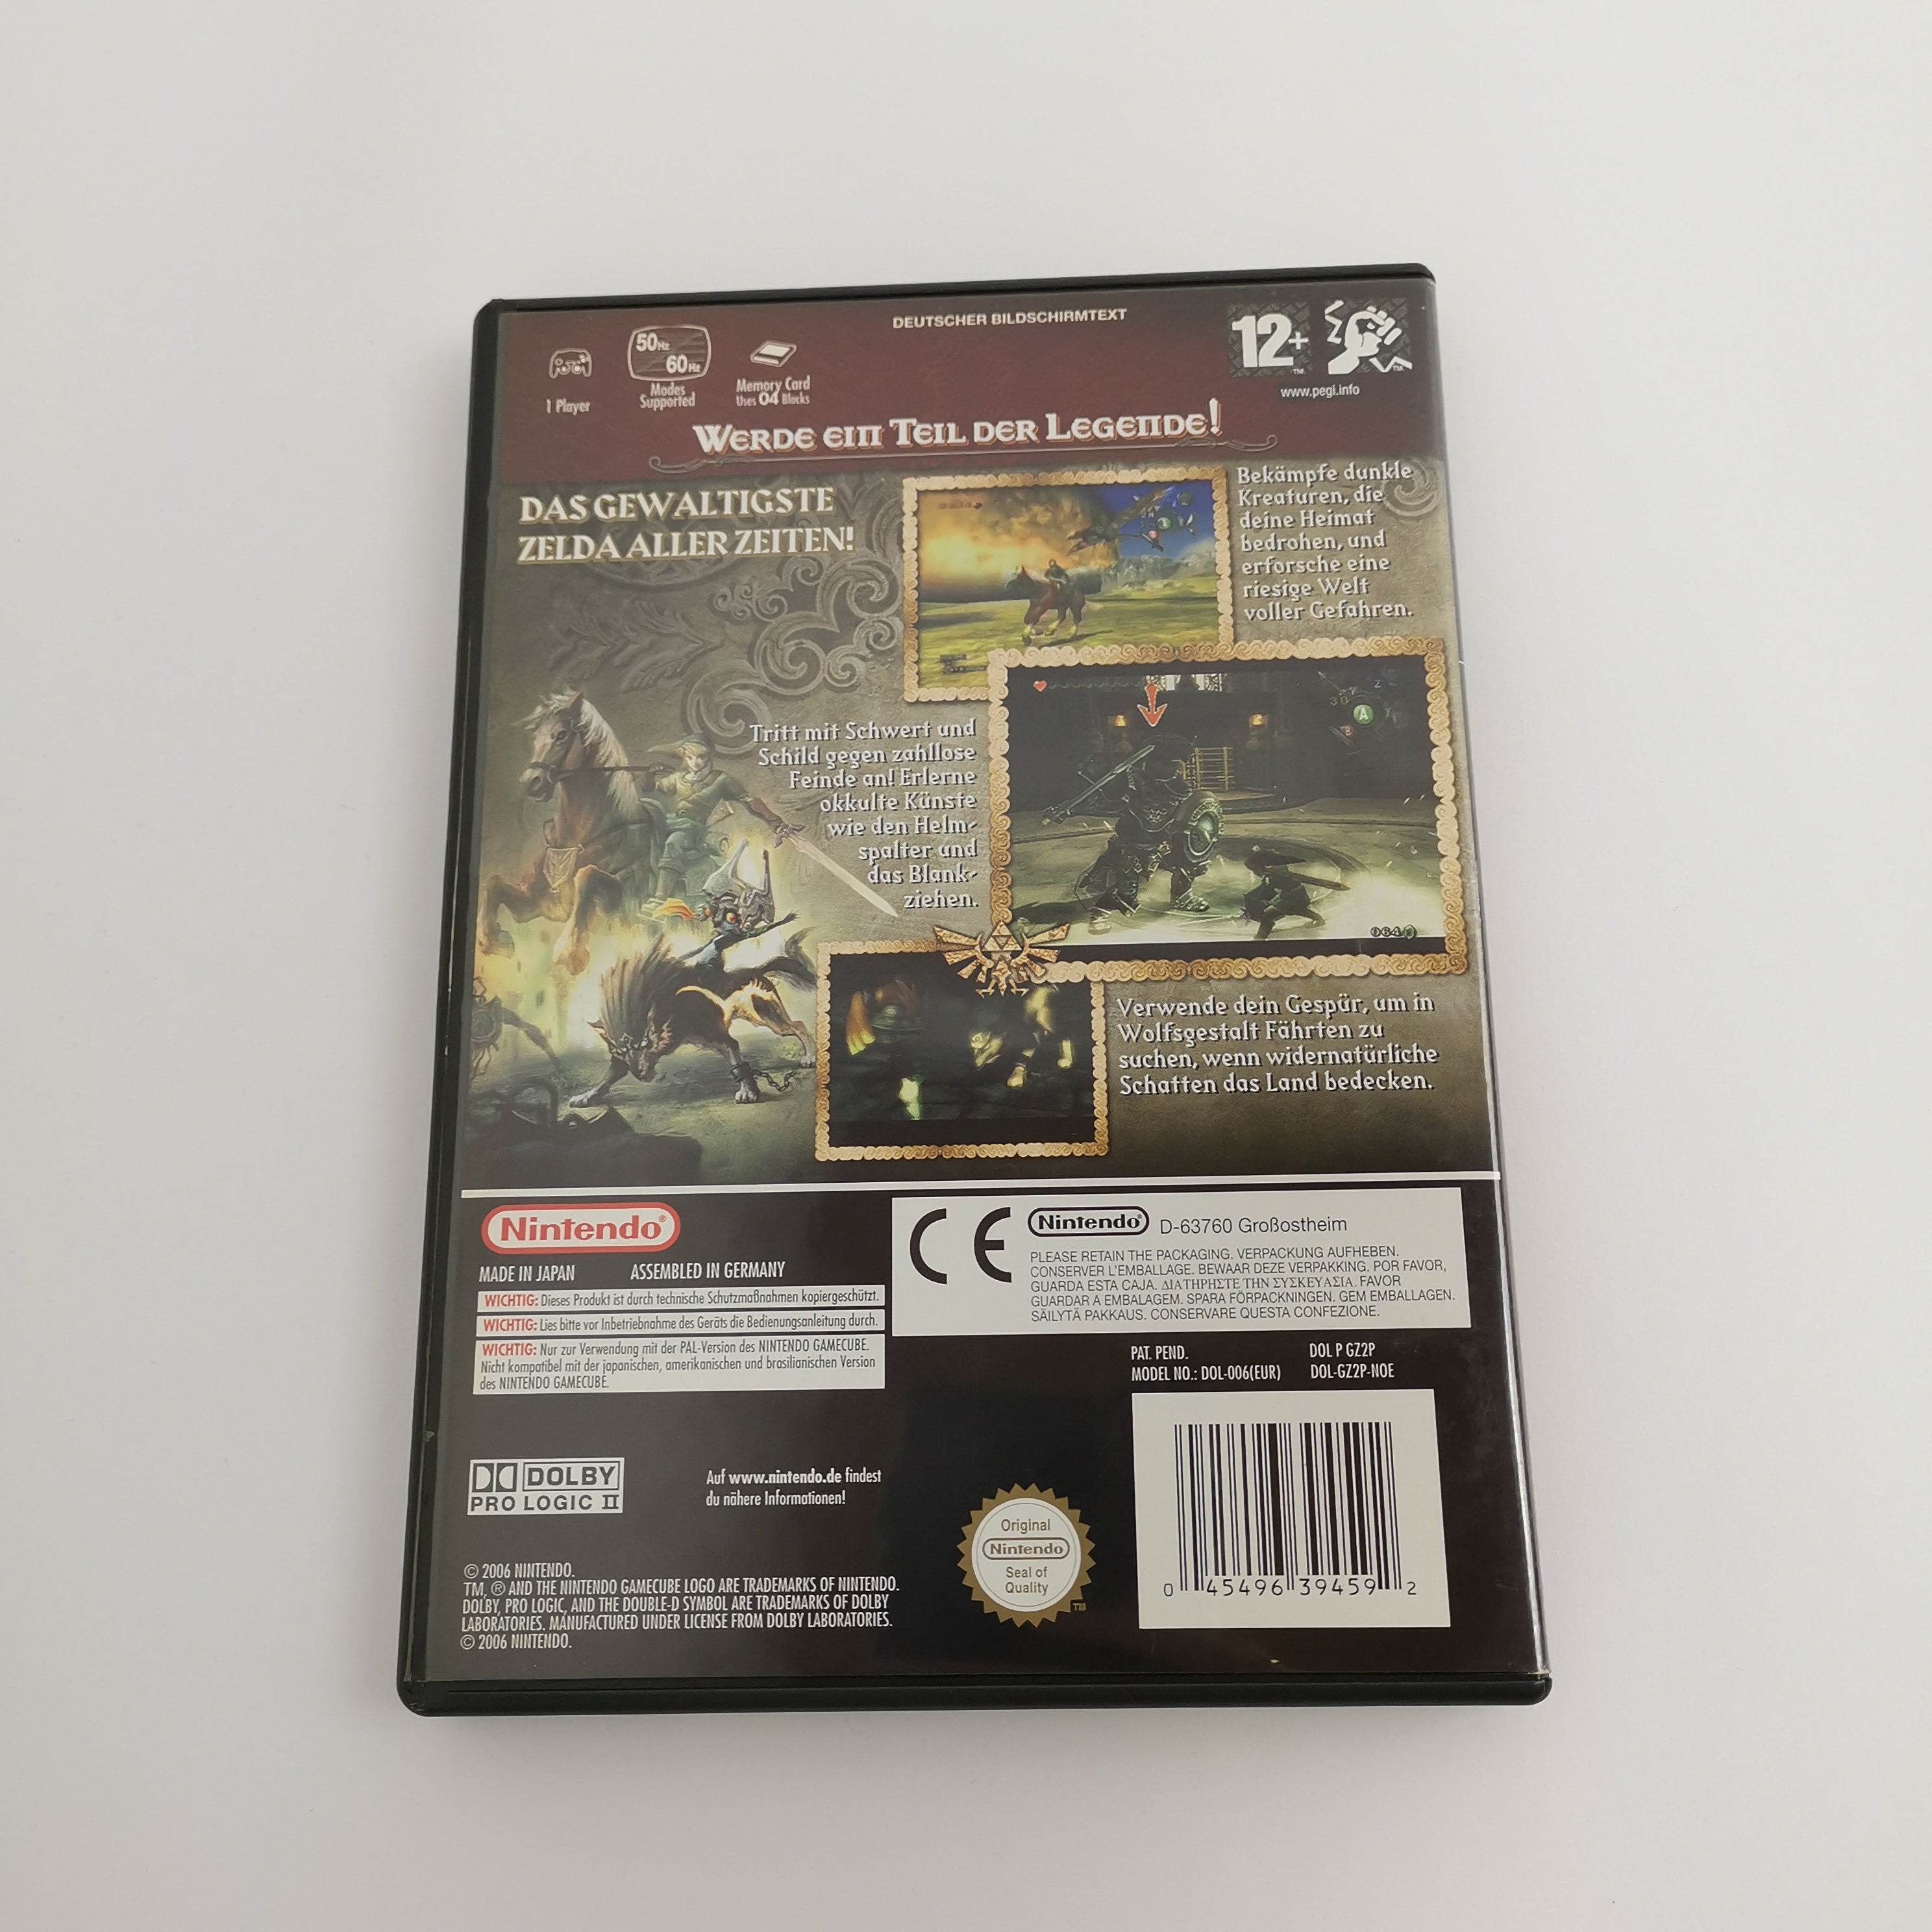 DEUTSCHER BILDSCHIRMTEXT
50Hz
60Hz
12+
TM
TM
1 Player
Modes
Supported
Memory Card
Uses 04 Blocks
www.pegi.info
WERDE EIN TEIL DER LEGENDE!
DAS GEWALTIGSTE
ZELDA ALLER ZEITEN!
Bekämpfe dunkle
Kreaturen, die
deine Heimat
bedrohen, und
erforsche eine
riesige Welt
voller Gefahren.
Z
30
A
B
064
Tritt mit Schwert und
Schild gegen zahllose
Feinde an! Erlerne
okkulte Künste
wie den Helm-
spalter und
das Blank-
ziehen.
Verwende dein Gespür, um in
Wolfsgestalt Fährten zu
suchen, wenn widernatürliche
Schatten das Land bedecken.
Nintendo®
MADE IN JAPAN ASSEMBLED IN GERMANY
WICHTIG: Dieses Produkt ist durch technische Schutzmaßnahmen kopiergeschützt.
WICHTIG: Lies bitte vor Inbetriebnahme des Geräts die Bedienungsanleitung durch.
WICHTIG: Nur zur Verwendung mit der PAL-Version des NINTENDO GAMECUBE.
Nicht kompatibel mit der japanischen, amerikanischen und brasilianischen Version
des NINTENDO GAMECUBE.
CE Nintendo® D-63760 Großostheim
PLEASE RETAIN THE PACKAGING. VERPACKUNG AUFHEBEN.
CONSERVER L'EMBALLAGE. BEWAAR DEZE VERPAKKING. POR FAVOR,
GUARDA ESTA CAJA. ΔΙΑΤΗΡΗΣΤΕ ΤΗΝ ΣΥΣΚΕΥΑΣΙΑ. FAVOR
GUARDAR A EMBALAGEM. SPARA FÖRPACKNINGEN. GEM EMBALLAGEN.
SÄILYTÄ PAKKAUS. CONSERVARE QUESTA CONFEZIONE.
PAT. PEND. DOL P GZ2P
MODEL NO.: DOL-006(EUR) DOL-GZ2P-NOE
DOLBY
PRO LOGIC II
Auf www.nintendo.de findest
du nähere Informationen!
Original
Nintendo
Seal of
Quality
TM
0 45496 39459 2
© 2006 NINTENDO.
TM, ® AND THE NINTENDO GAMECUBE LOGO ARE TRADEMARKS OF NINTENDO.
DOLBY, PRO LOGIC, AND THE DOUBLE-D SYMBOL ARE TRADEMARKS OF DOLBY
LABORATORIES. MANUFACTURED UNDER LICENSE FROM DOLBY LABORATORIES.
© 2006 NINTENDO.